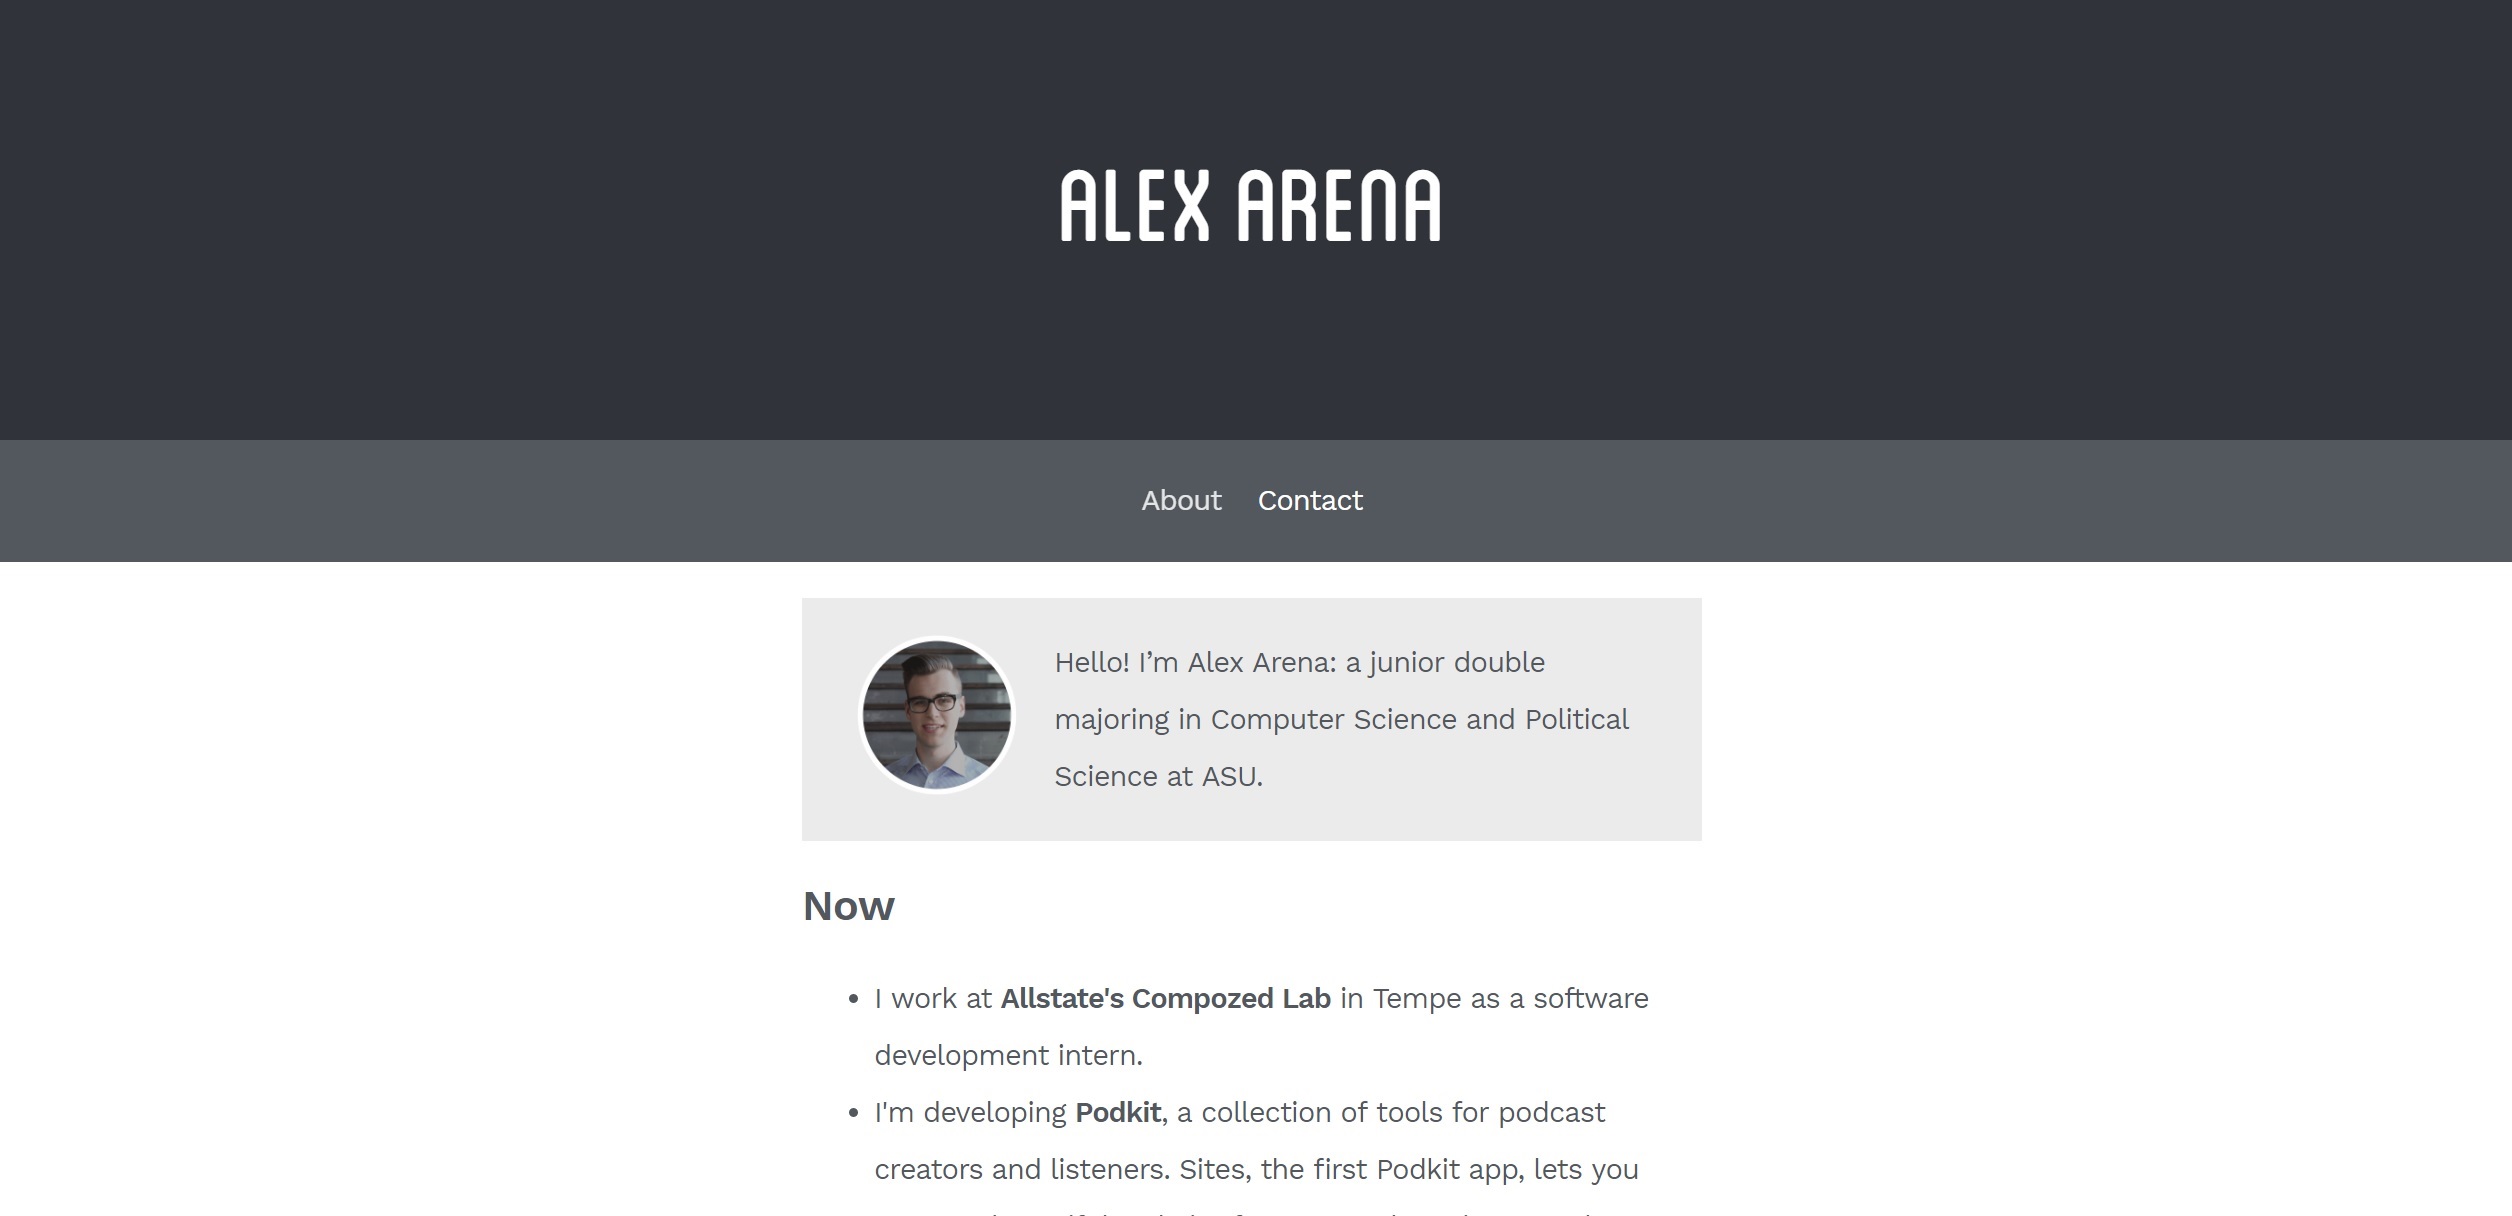 ALEX ARENA
About Contact
Hello! I’m Alex Arena: a junior double
majoring in Computer Science and Political
Science at ASU.
Now
• I work at Allstate's Compozed Lab in Tempe as a software
development intern.
• I'm developing Podkit, a collection of tools for podcast
creators and listeners. Sites, the first Podkit app, lets you